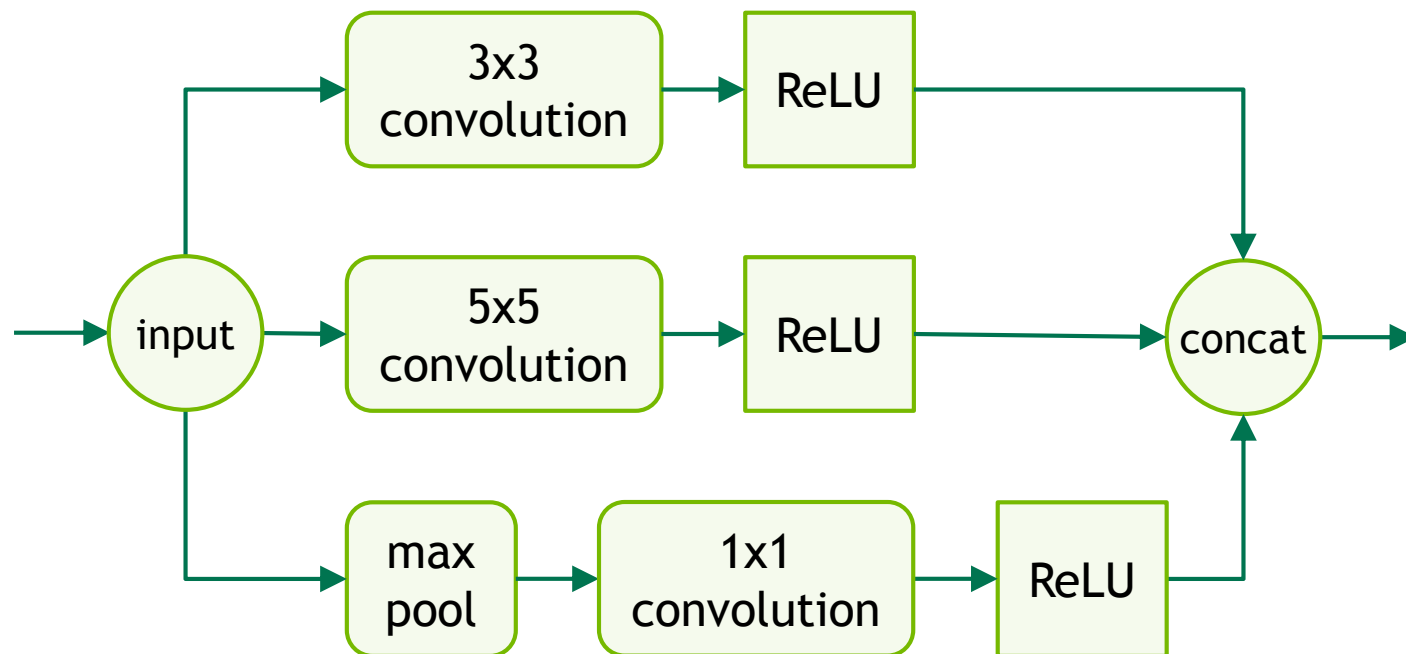 3x3
convolution
ReLU
input
5x5
convolution
ReLU
concat
max
pool
1x1
convolution
ReLU